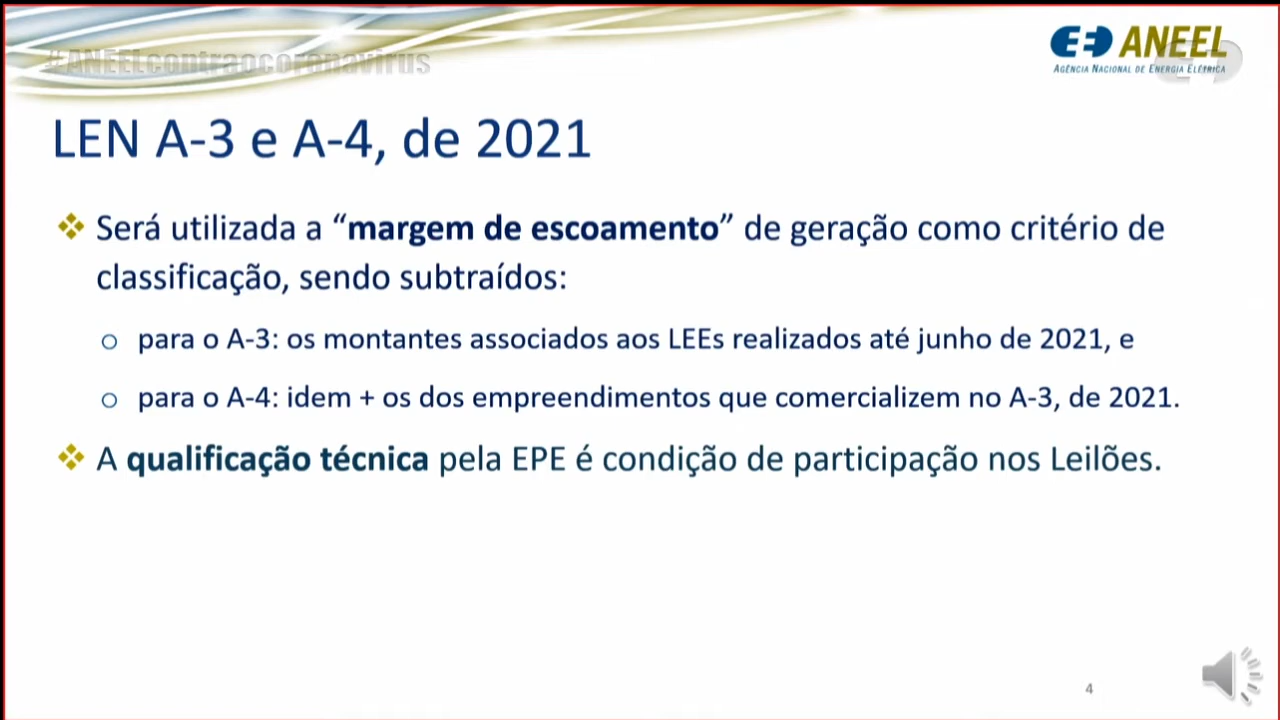 #ANEELcontraocoronavirus
ANEEL
AGÊNCIA NACIONAL DE ENERGIA ELÉTRICA
LEN A-3 e A-4, de 2021
Será utilizada a “margem de escoamento” de geração como critério de
classificação, sendo subtraídos:
o para o A-3: os montantes associados aos LEEs realizados até junho de 2021, e
o para o A-4: idem + os dos empreendimentos que comercializem no A-3, de 2021.
A qualificação técnica pela EPE é condição de participação nos Leilões.
4